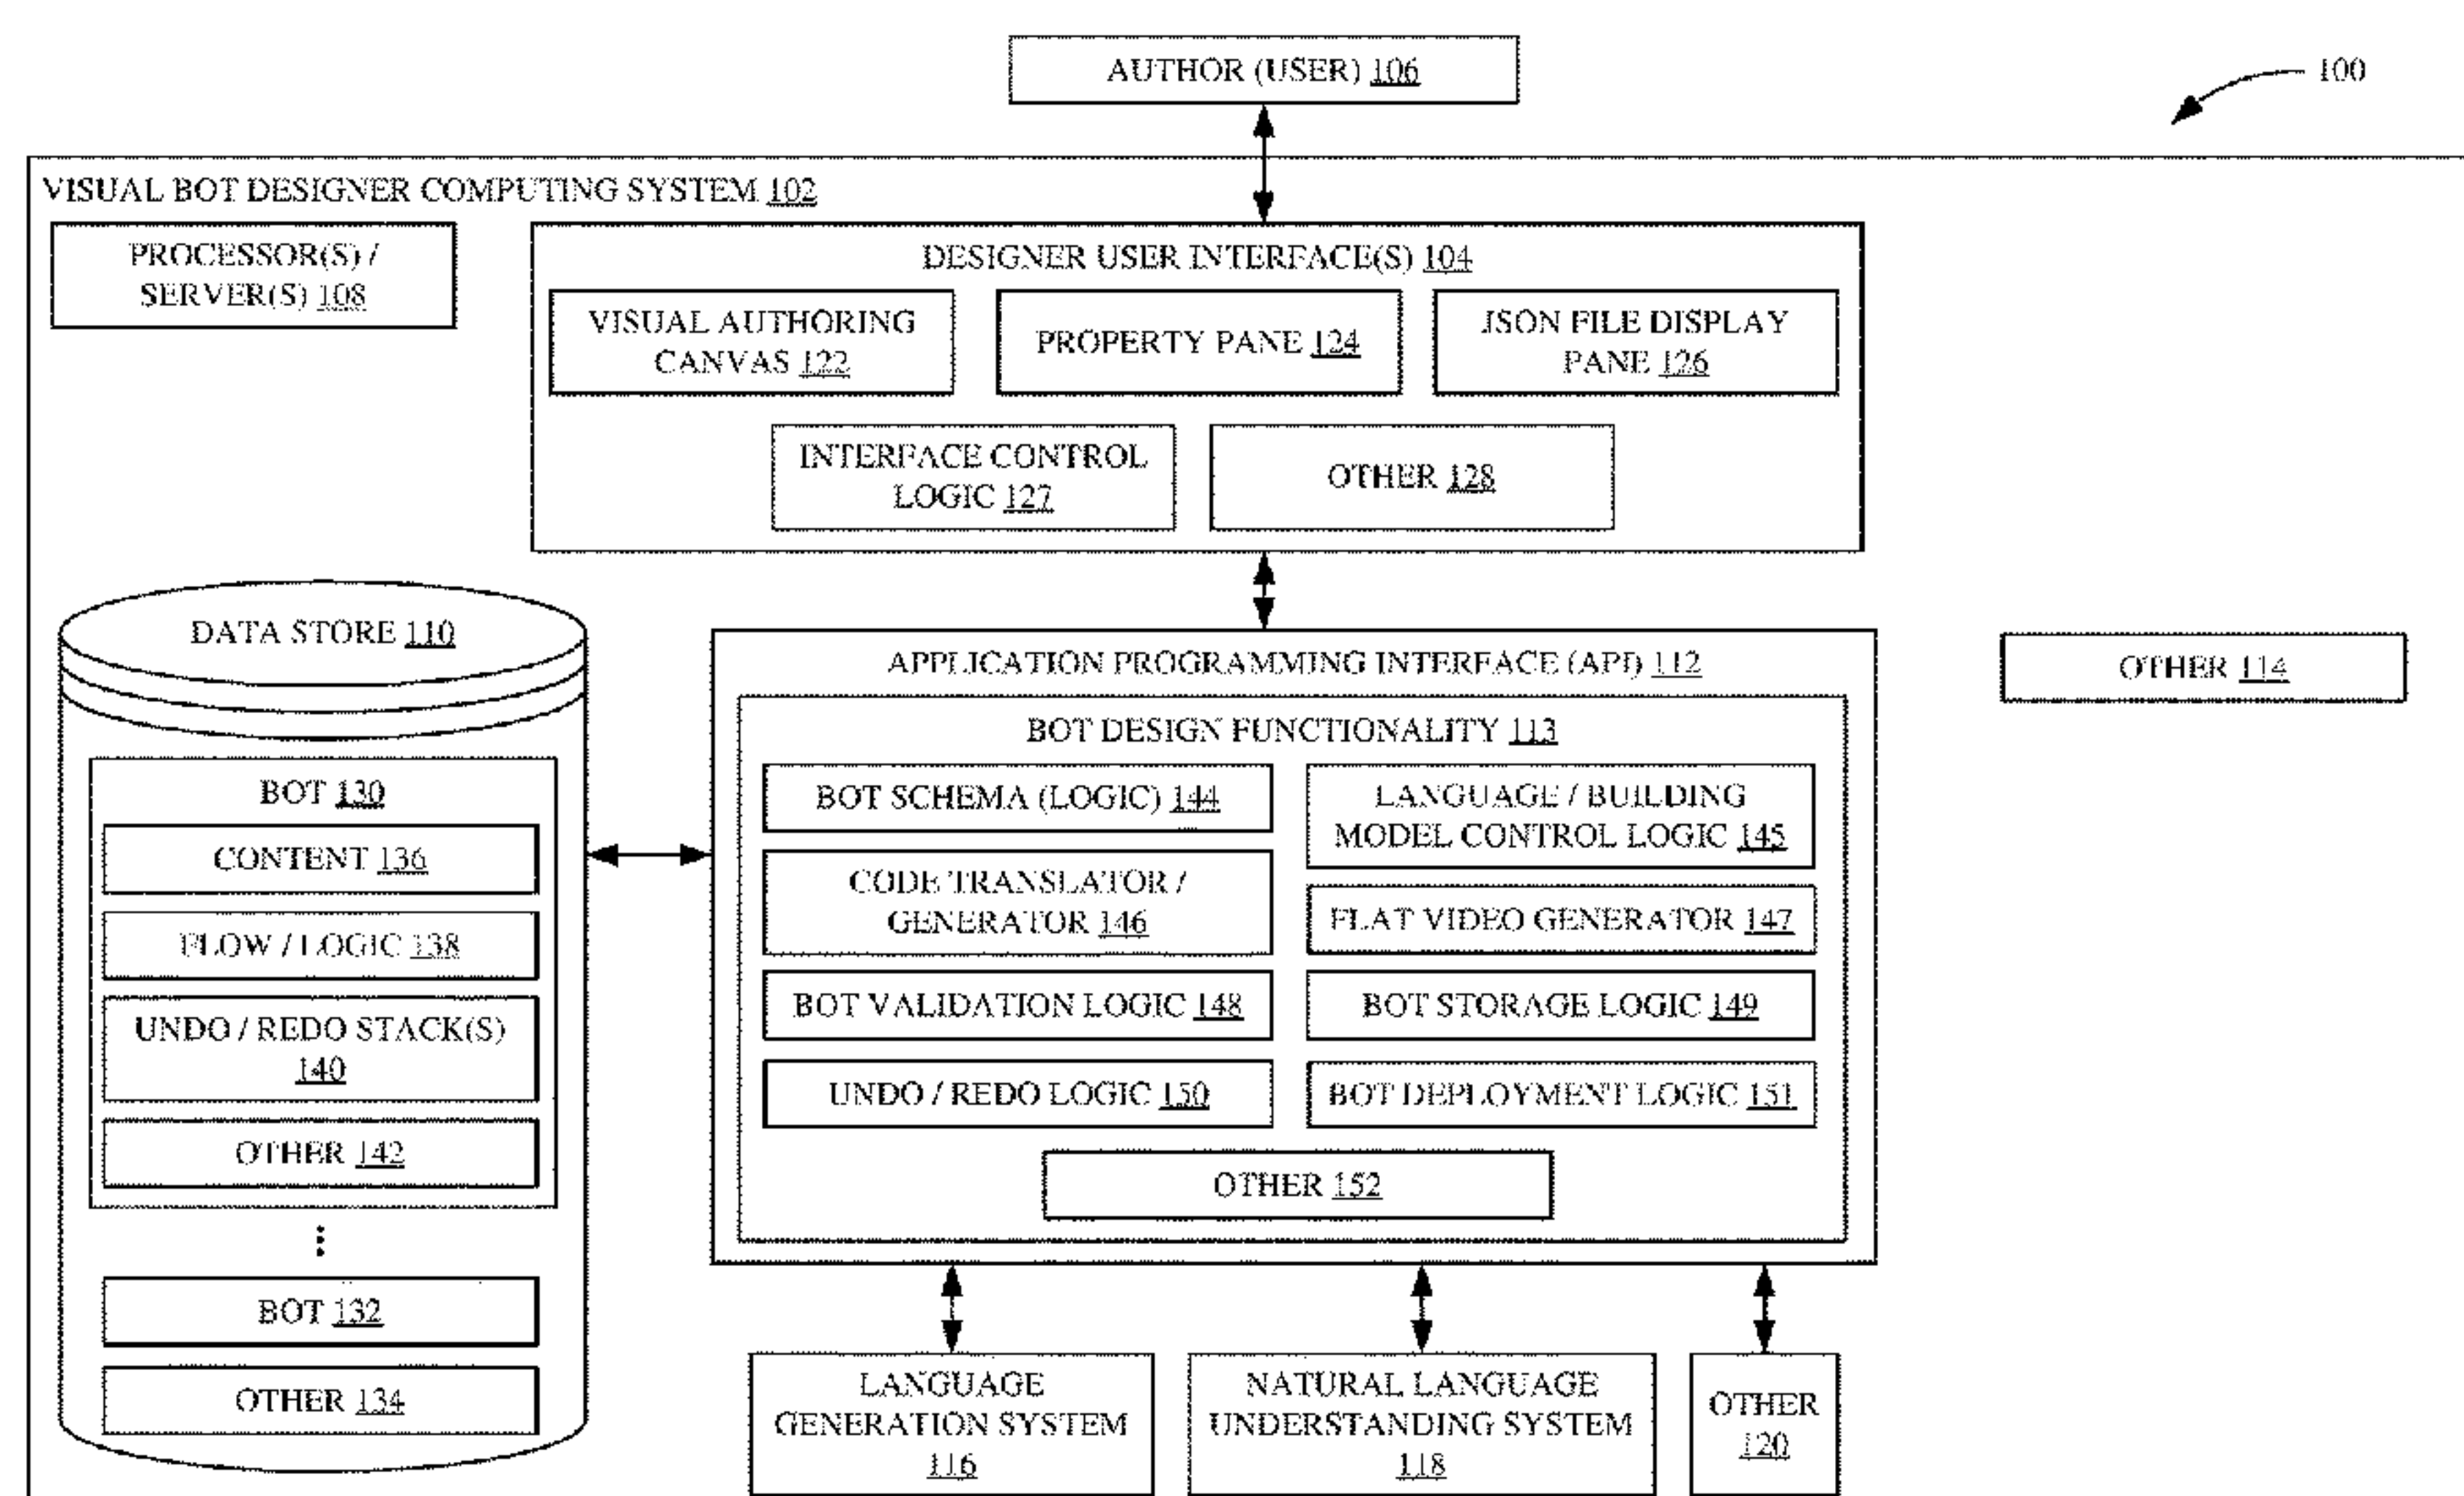 AUTHOR (USER) 106
100
VISUAL BOT DESIGNER COMPUTING SYSTEM 102
PROCESSOR(S) /
SERVER(S) 108
DESIGNER USER INTERFACE(S) 104
VISUAL AUTHORING
CANVAS 122
PROPERTY PANE 124
JSON FILE DISPLAY
PANE 126
INTERFACE CONTROL
LOGIC 127
OTHER 128
DATA STORE 110
BOT 130
CONTENT 136
FLOW / LOGIC 138
UNDO / REDO STACK(S)
140
OTHER 142
BOT 132
OTHER 134
APPLICATION PROGRAMMING INTERFACE (API) 112
BOT DESIGN FUNCTIONALITY 113
BOT SCHEMA (LOGIC) 144
LANGUAGE / BUILDING
MODEL CONTROL LOGIC 145
CODE TRANSLATOR /
GENERATOR 146
FLAT VIDEO GENERATOR 147
BOT VALIDATION LOGIC 148
BOT STORAGE LOGIC 149
UNDO / REDO LOGIC 150
BOT DEPLOYMENT LOGIC 151
OTHER 152
OTHER 114
LANGUAGE
GENERATION SYSTEM
116
NATURAL LANGUAGE
UNDERSTANDING SYSTEM
118
OTHER
120